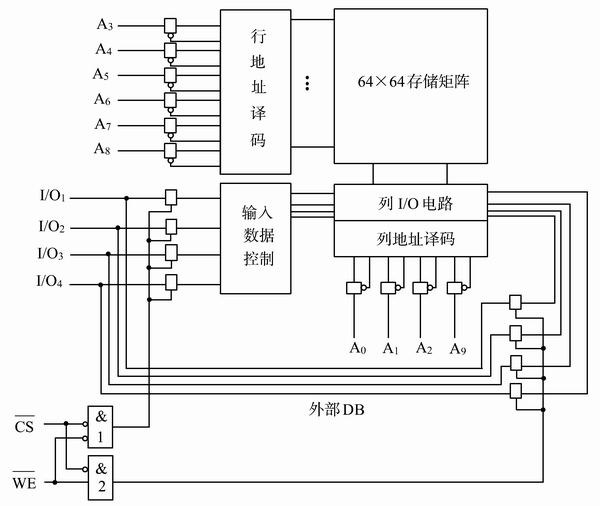 A3
A4
A5
A6
A7
A8
行地址译码
64×64存储矩阵
I/O1
I/O2
I/O3
I/O4
输入
数据
控制
列 I/O 电路
列地址译码
A0 A1 A2 A9
外部 DB
CS
WE
&
1
&
2